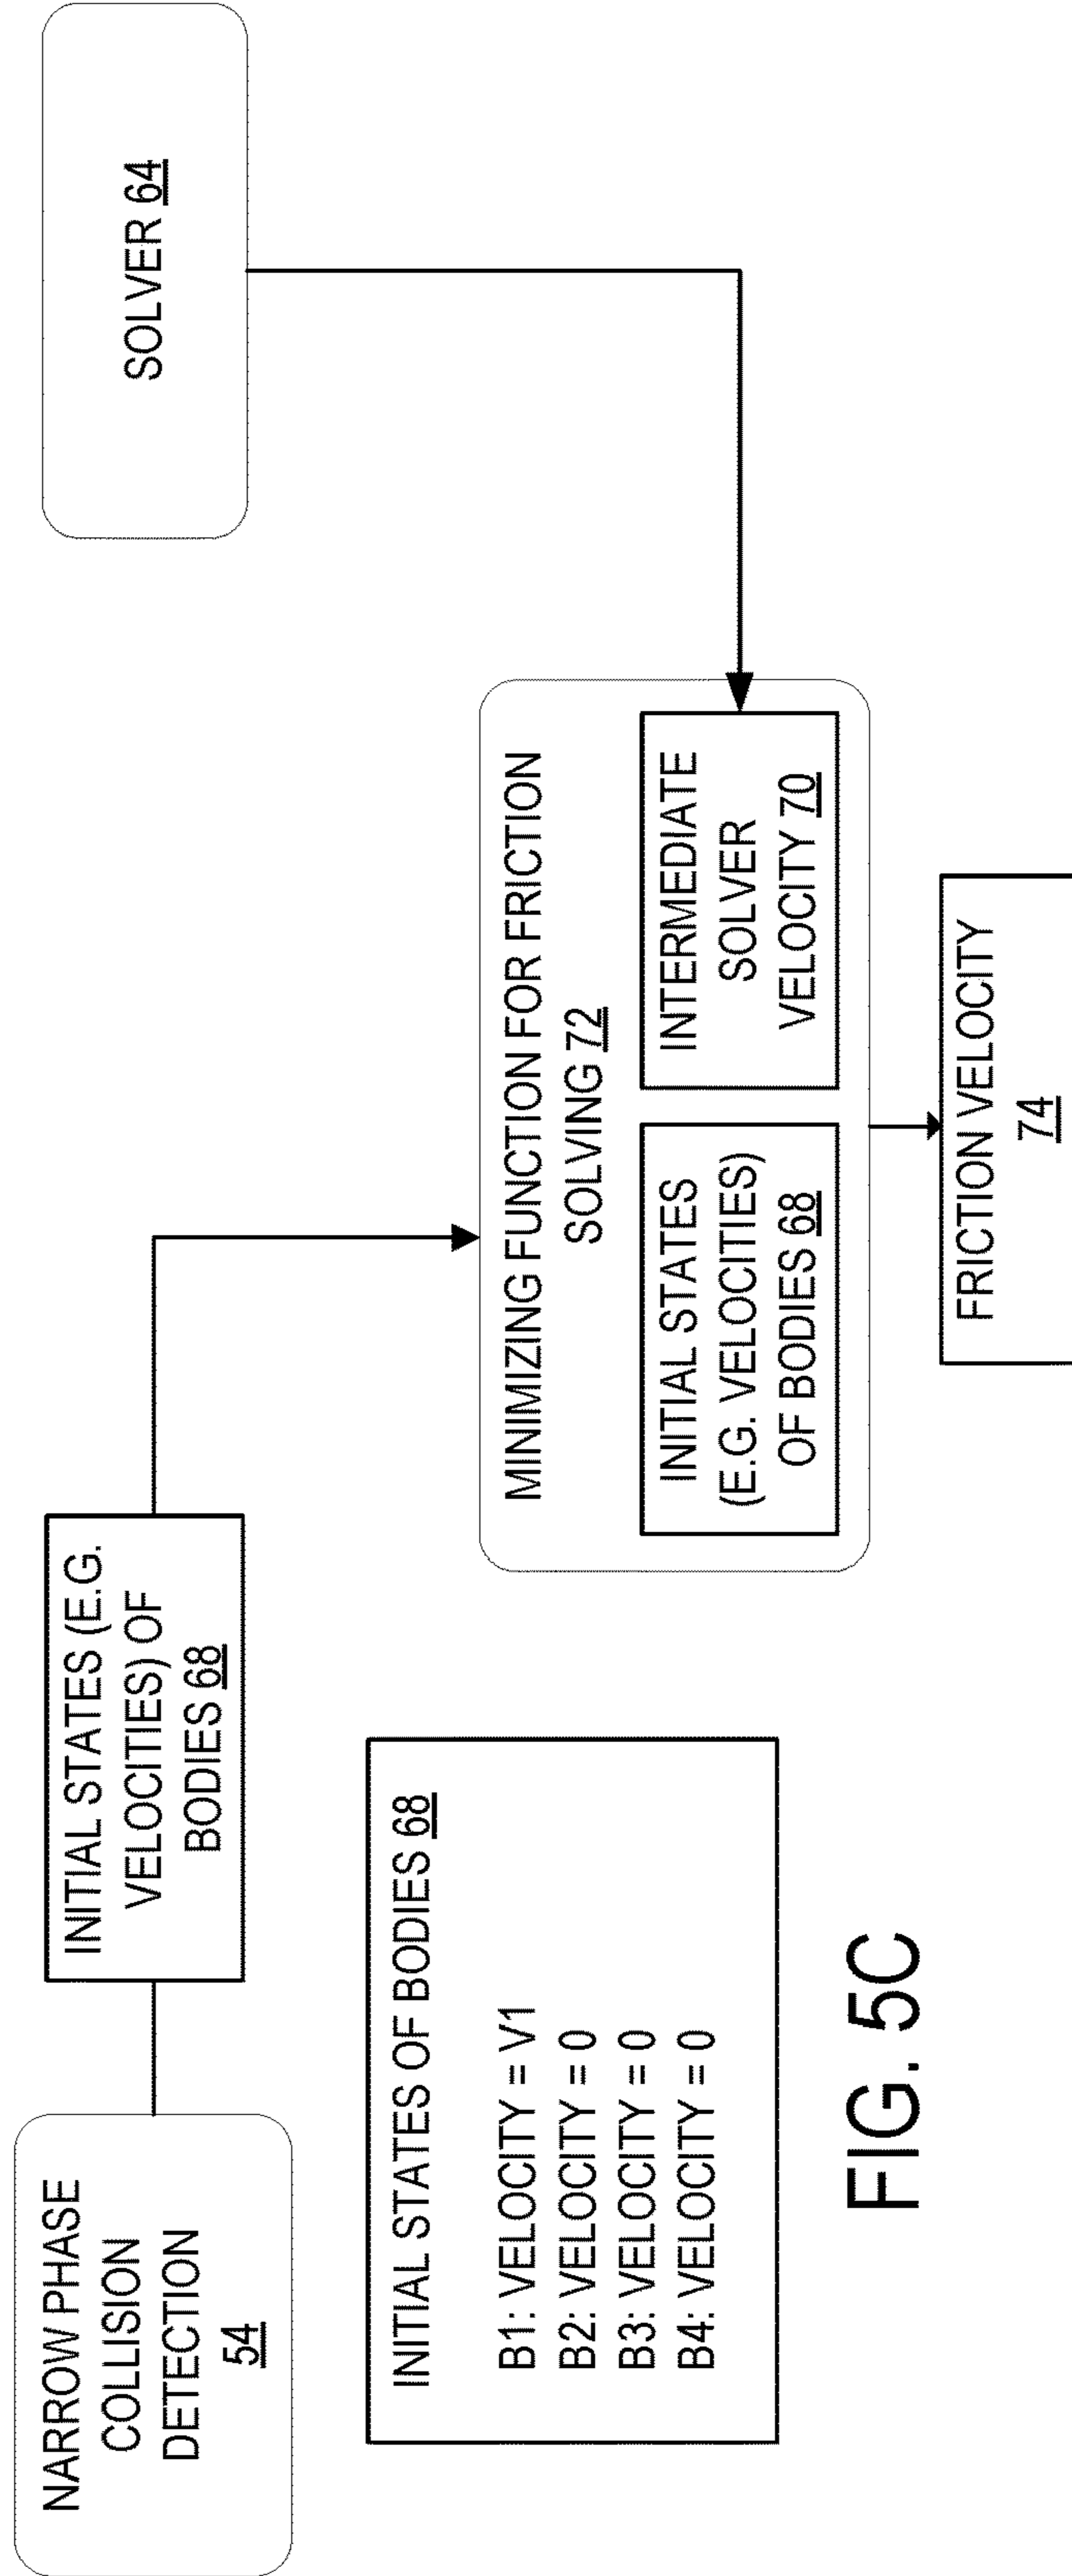 NARROW PHASE
COLLISION
DETECTION
54
INITIAL STATES (E.G.
VELOCITIES) OF
BODIES 68
SOLVER 64
INITIAL STATES OF BODIES 68
B1: VELOCITY = V1
B2: VELOCITY = 0
B3: VELOCITY = 0
B4: VELOCITY = 0
MINIMIZING FUNCTION FOR FRICTION
SOLVING 72
INITIAL STATES
(E.G. VELOCITIES)
OF BODIES 68
INTERMEDIATE
SOLVER
VELOCITY 70
FRICTION VELOCITY
74
FIG. 5C